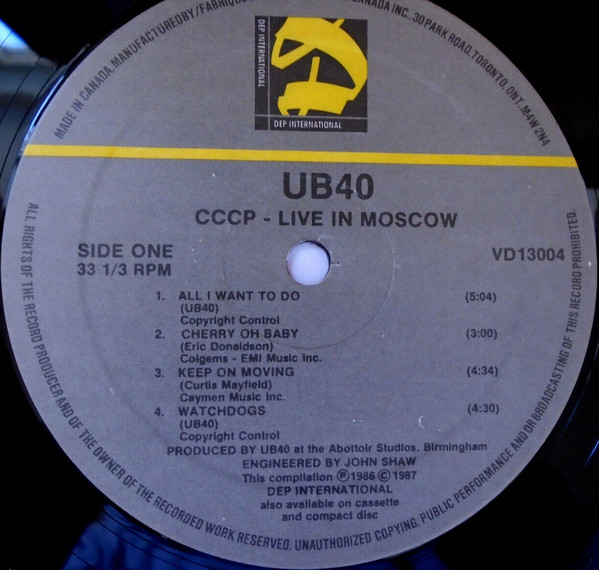 MADE IN CANADA. MANUFACTURED BY / FABRIQUÉ
CANADA INC., 30 PARK ROAD, TORONTO, ONT. M4W 2N4
DEP INTERNATIONAL
DEP INTERNATIONAL
UB40
CCCP - LIVE IN MOSCOW
SIDE ONE
33 1/3 RPM
VD13004
1. ALL I WANT TO DO (5:04)
(UB40)
Copyright Control
2. CHERRY OH BABY (3:00)
(Eric Donaldson)
Colgems - EMI Music Inc.
3. KEEP ON MOVING (4:34)
(Curtis Mayfield)
Caymen Music Inc.
4. WATCHDOGS (4:30)
(UB40)
Copyright Control
PRODUCED BY UB40 at the Abottoir Studios, Birmingham
ENGINEERED BY JOHN SHAW
This compilation Ⓟ1986 ©1987
DEP INTERNATIONAL
also available on cassette
and compact disc
ALL RIGHTS OF THE RECORD PRODUCER AND OF THE OWNER OF THE RECORDED WORK RESERVED. UNAUTHORIZED COPYING, PUBLIC PERFORMANCE AND/OR BROADCASTING OF THIS RECORD PROHIBITED.